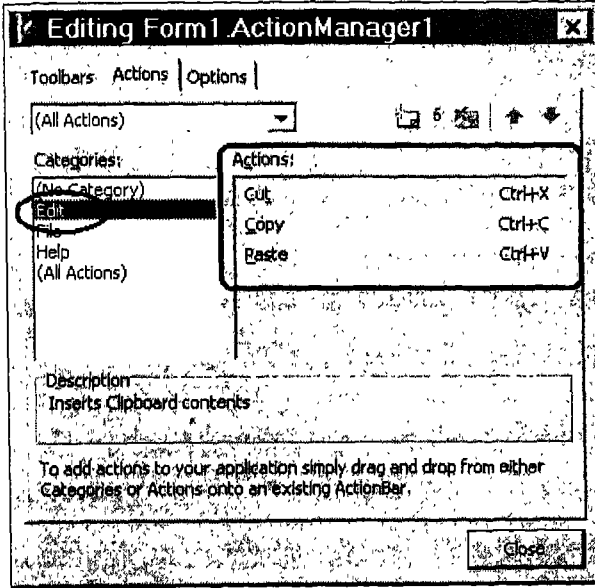 Editing Form1.ActionManager1
Toolbars Actions Options
(All Actions)
Categories:
(No Category)
Edit
File
Help
(All Actions)
Actions:
Cut Ctrl+X
Copy Ctrl+C
Paste Ctrl+V
Description
Inserts Clipboard contents
To add actions to your application simply drag and drop from either
Categories or Actions onto an existing ActionBar.
Close